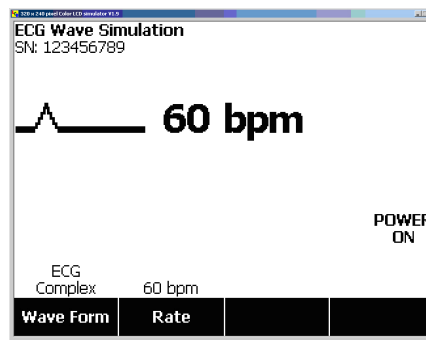 320 x 240 pixel Color LCD simulator V1.9
ECG Wave Simulation
SN: 123456789
60 bpm
POWER
ON
ECG
Complex
60 bpm
Wave Form
Rate